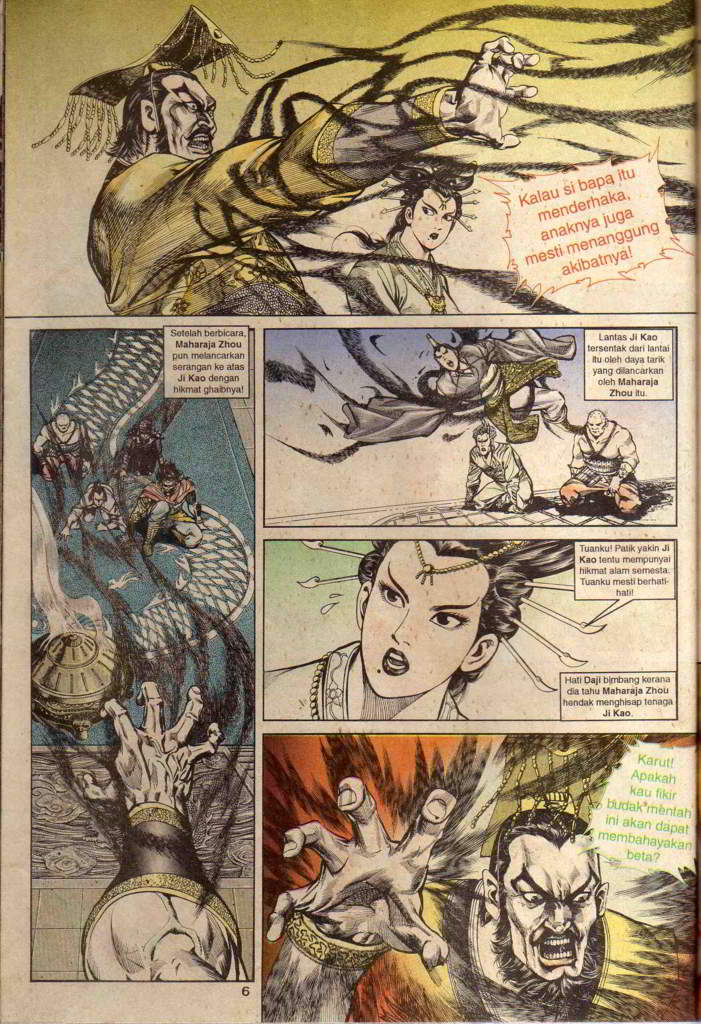 Kalau si bapa itu
menderhaka,
anaknya juga
mesti menanggung
akibatnya!
Setelah berbicara,
Maharaja Zhou
pun melancarkan
serangan ke atas
Ji Kao dengan
hikmat ghaibnya!
Lantas Ji Kao
tersentak dari lantai
itu oleh daya tarik
yang dilancarkan
oleh Maharaja
Zhou itu.
Tuanku! Patik yakin Ji
Kao tentu mempunyai
hikmat alam semesta.
Tuanku mesti berhati-
hati!
Hati Daji bimbang kerana
dia tahu Maharaja Zhou
hendak menghisap tenaga
Ji Kao.
Karut!
Apakah
kau fikir
budak mentah
ini akan dapat
membahayakan
beta?
6